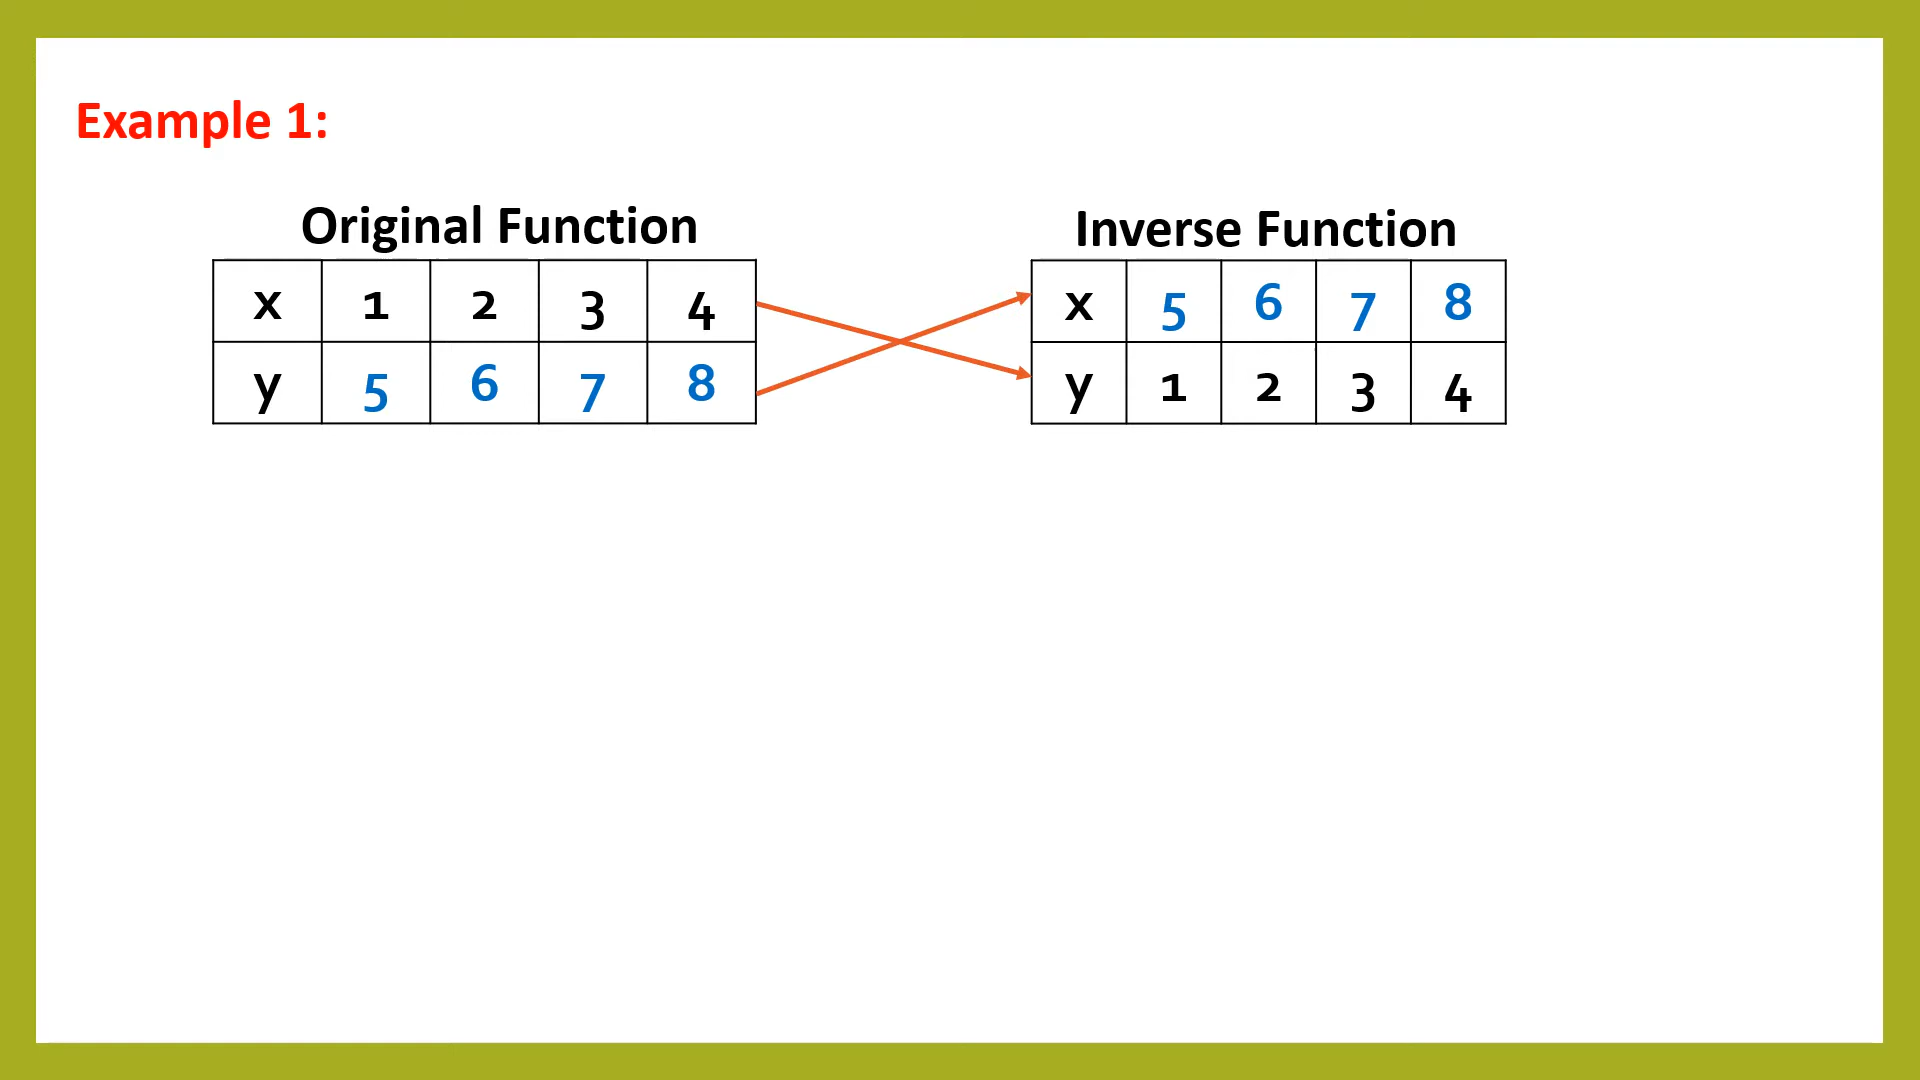 Example 1:
Original Function
x 1 2 3 4
y 5 6 7 8
Inverse Function
x 5 6 7 8
y 1 2 3 4